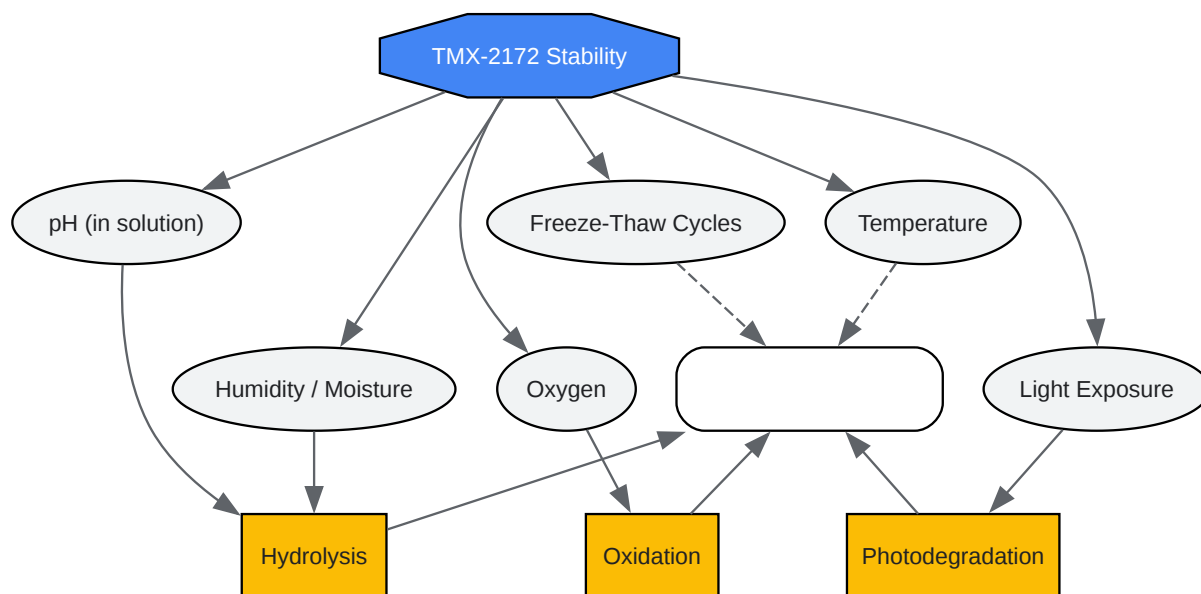 TMX-2172 Stability
pH (in solution)
Freeze-Thaw Cycles
Temperature
Humidity / Moisture
Oxygen
Light Exposure
Hydrolysis
Oxidation
Photodegradation